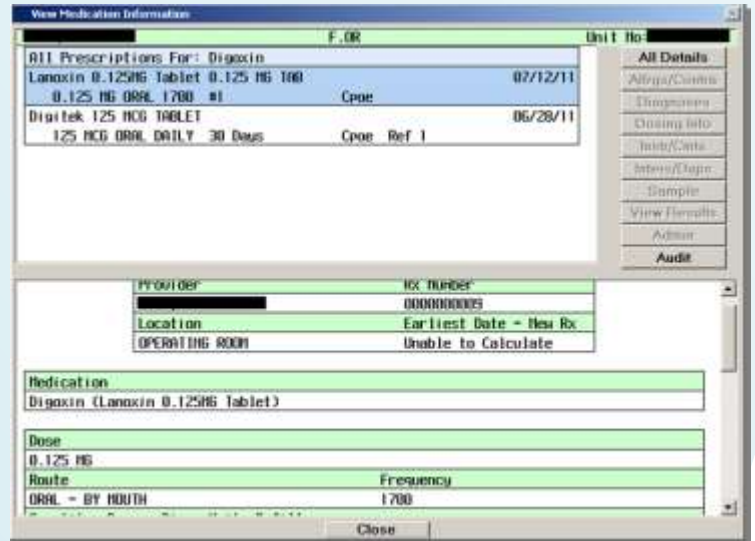 View Medication Information
F.OR Unit No:
All Prescriptions For: Digoxin
Lanoxin 0.125MG Tablet 0.125 MG TAB 07/12/11
0.125 MG ORAL 1700 #1 Cpoe
Digitek 125 MCG TABLET 06/28/11
125 MCG ORAL DAILY 30 Days Cpoe Ref 1
All Details
Allrgs/Contra
Diagnoses
Dosing Info
Instr/Cmts
Interv/Dups
Sample
View Results
Admin
Audit
Provider Rx Number
0000000009
Location Earliest Date - New Rx
OPERATING ROOM Unable to Calculate
Medication
Digoxin (Lanoxin 0.125MG Tablet)
Dose
0.125 MG
Route Frequency
ORAL - BY MOUTH 1700
Close